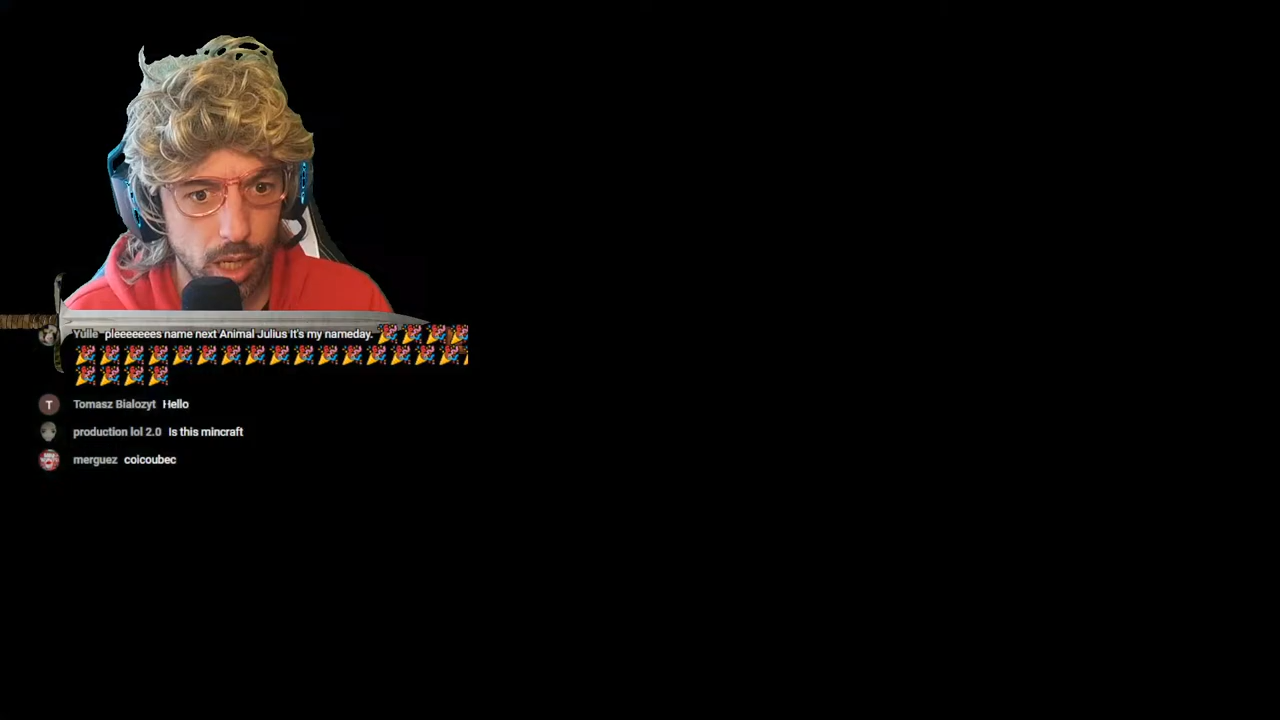 Yulle pleeeeeees name next Animal Julius It's my nameday. 🎉🎉🎉🎉
🎉🎉🎉🎉🎉🎉🎉🎉🎉🎉🎉🎉🎉🎉🎉🎉🎉
🎉🎉🎉🎉
T Tomasz Bialozyt Hello
production lol 2.0 Is this mincraft
merguez coicoubec